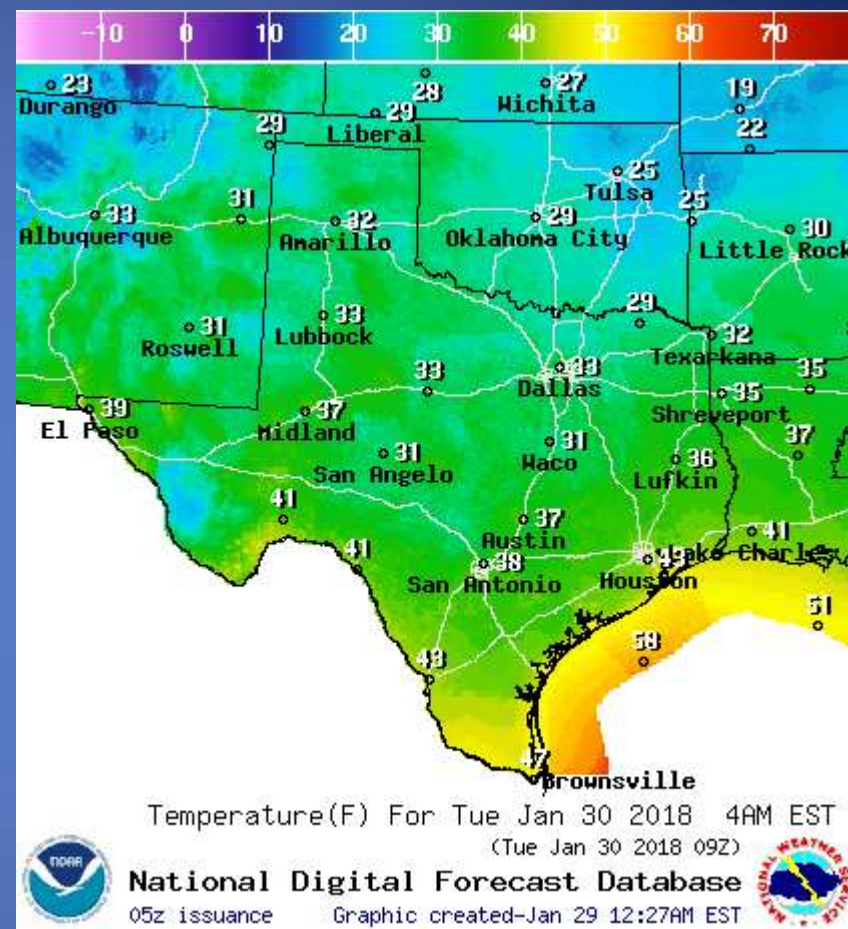 -10 0 10 20 30 40 50 60 70
23
Durango
28
27
Wichita
19
29
Liberal
22
29
25
Tulsa
33
Albuquerque
31
32
Amarillo
29
Oklahoma City
25
30
Little Rock
31
Roswell
33
Lubbock
29
32
Texarkana
33
33
Dallas
35
Shreveport
35
39
El Paso
37
Midland
31
San Angelo
31
Waco
36
Lufkin
37
41
41
37
Austin
38
San Antonio
43
Houston
41
Lake Charles
51
43
58
47
Brownsville
Temperature(F) For Tue Jan 30 2018 4AM EST
(Tue Jan 30 2018 09Z)
National Digital Forecast Database
05z issuance Graphic created-Jan 29 12:27AM EST
NOAA
NATIONAL WEATHER SERVICE